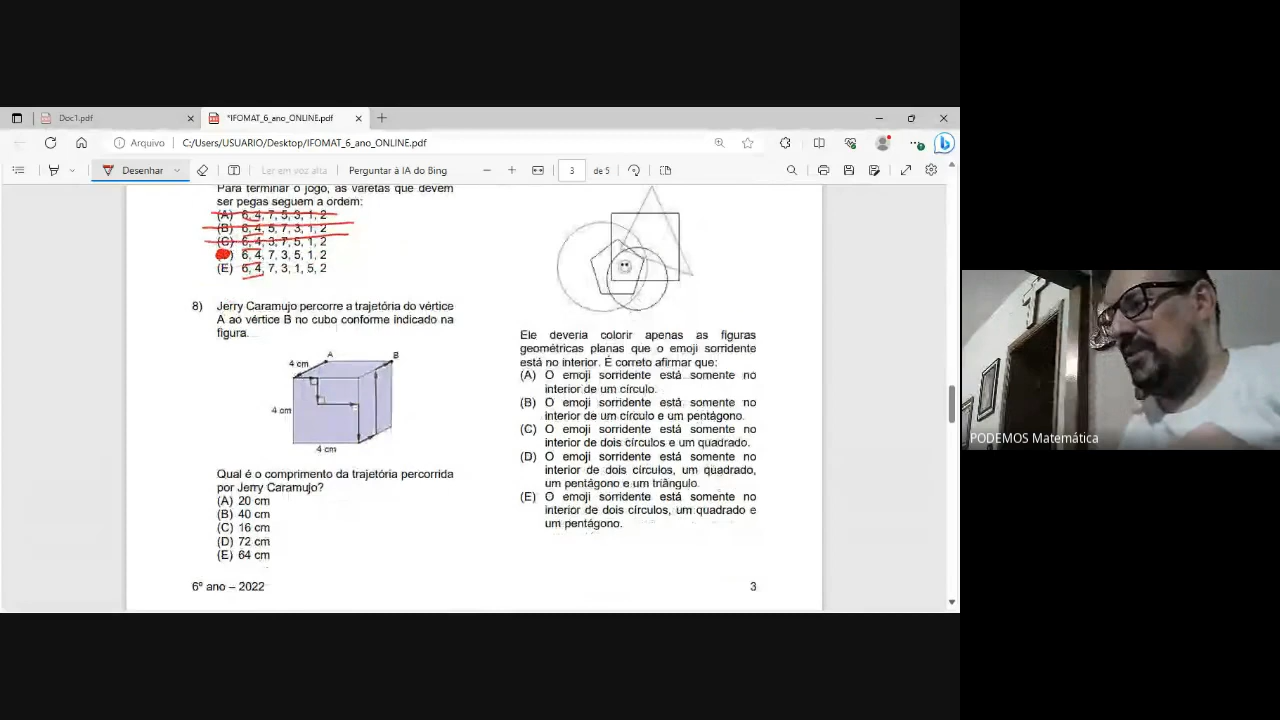 Doc1.pdf
*IFOMAT_6_ano_ONLINE.pdf
Arquivo
C:/Users/USUARIO/Desktop/IFOMAT_6_ano_ONLINE.pdf
Desenhar
Ler em voz alta
Perguntar à IA do Bing
3
de 5
Para terminar o jogo, as varetas que devem
ser pegas seguem a ordem:
(A) 6, 4, 7, 5, 3, 1, 2
(B) 6, 4, 5, 7, 3, 1, 2
(C) 6, 4, 3, 7, 5, 1, 2
6, 4, 7, 3, 5, 1, 2
(E) 6, 4, 7, 3, 1, 5, 2
8) Jerry Caramujo percorre a trajetória do vértice
A ao vértice B no cubo conforme indicado na
figura.
A
B
4 cm
4 cm
4 cm
Qual é o comprimento da trajetória percorrida
por Jerry Caramujo?
(A) 20 cm
(B) 40 cm
(C) 16 cm
(D) 72 cm
(E) 64 cm
Ele deveria colorir apenas as figuras
geométricas planas que o emoji sorridente
está no interior. É correto afirmar que:
(A) O emoji sorridente está somente no
interior de um círculo.
(B) O emoji sorridente está somente no
interior de um círculo e um pentágono.
(C) O emoji sorridente está somente no
interior de dois círculos e um quadrado.
(D) O emoji sorridente está somente no
interior de dois círculos, um quadrado,
um pentágono e um triângulo.
(E) O emoji sorridente está somente no
interior de dois círculos, um quadrado e
um pentágono.
6º ano – 2022
3
PODEMOS Matemática